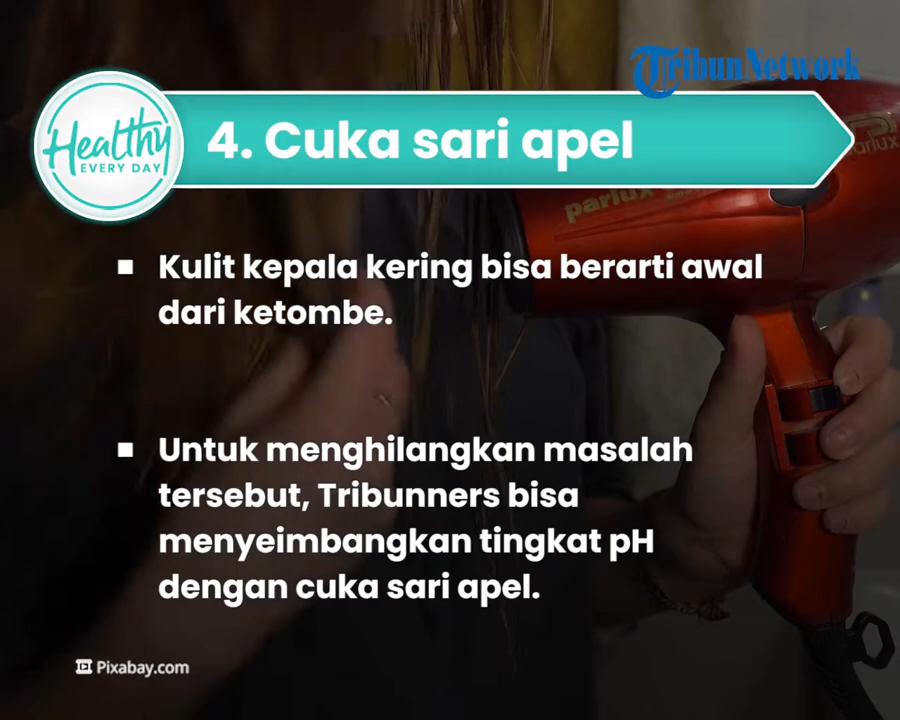 TribunNetwork
Healthy
EVERY DAY
4. Cuka sari apel
parlux
parlux
▪ Kulit kepala kering bisa berarti awal
dari ketombe.
▪ Untuk menghilangkan masalah
tersebut, Tribunners bisa
menyeimbangkan tingkat pH
dengan cuka sari apel.
Pixabay.com